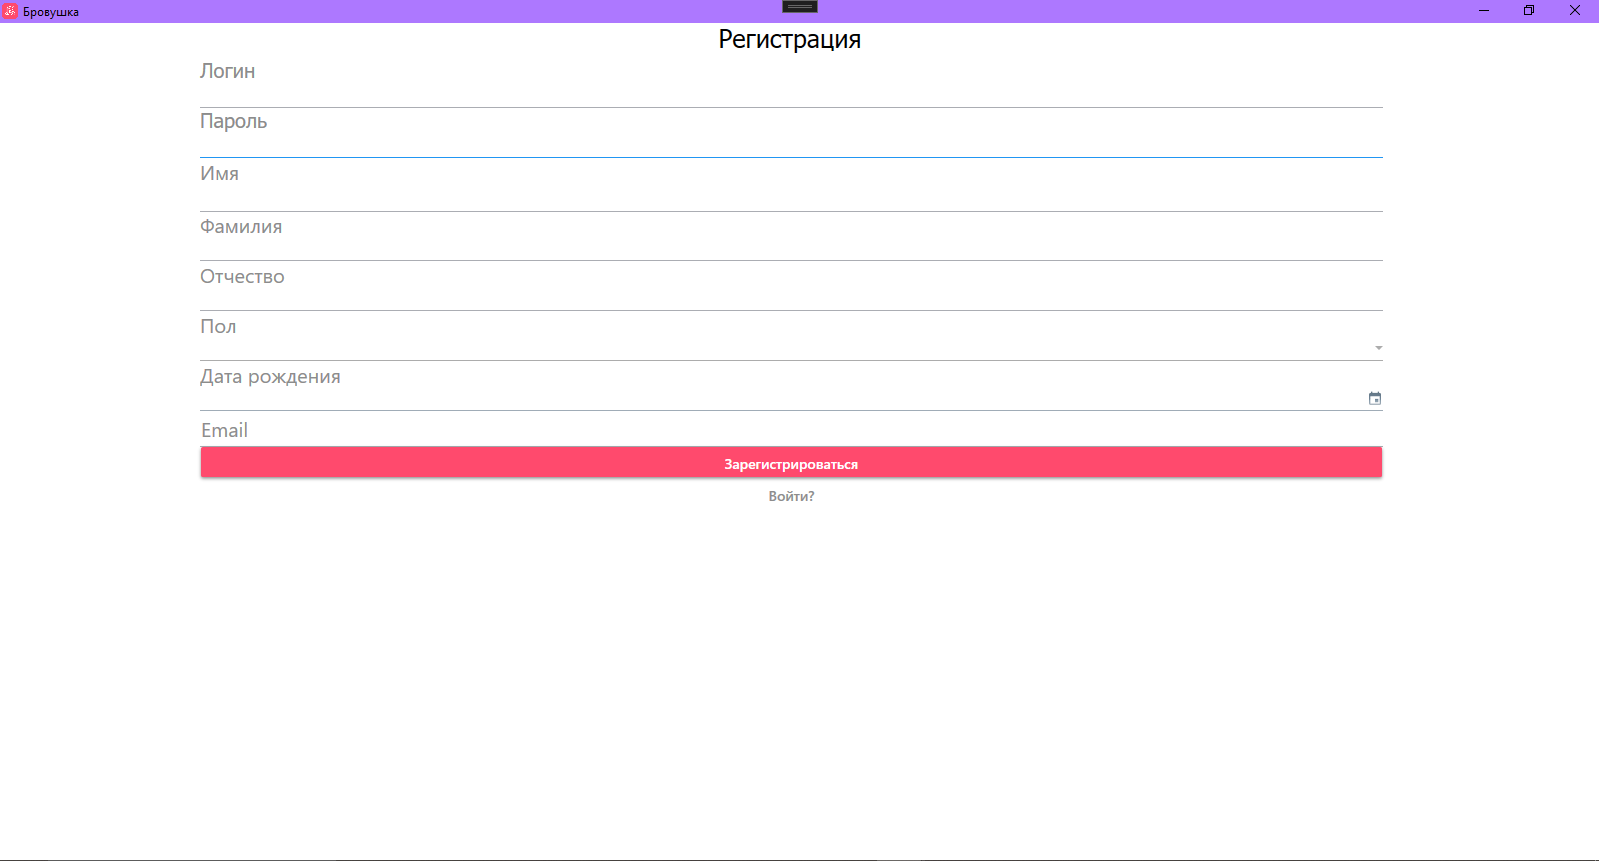 Бровушка
Регистрация
Логин
Пароль
Имя
Фамилия
Отчество
Пол
Дата рождения
Email
Зарегистрироваться
Войти?